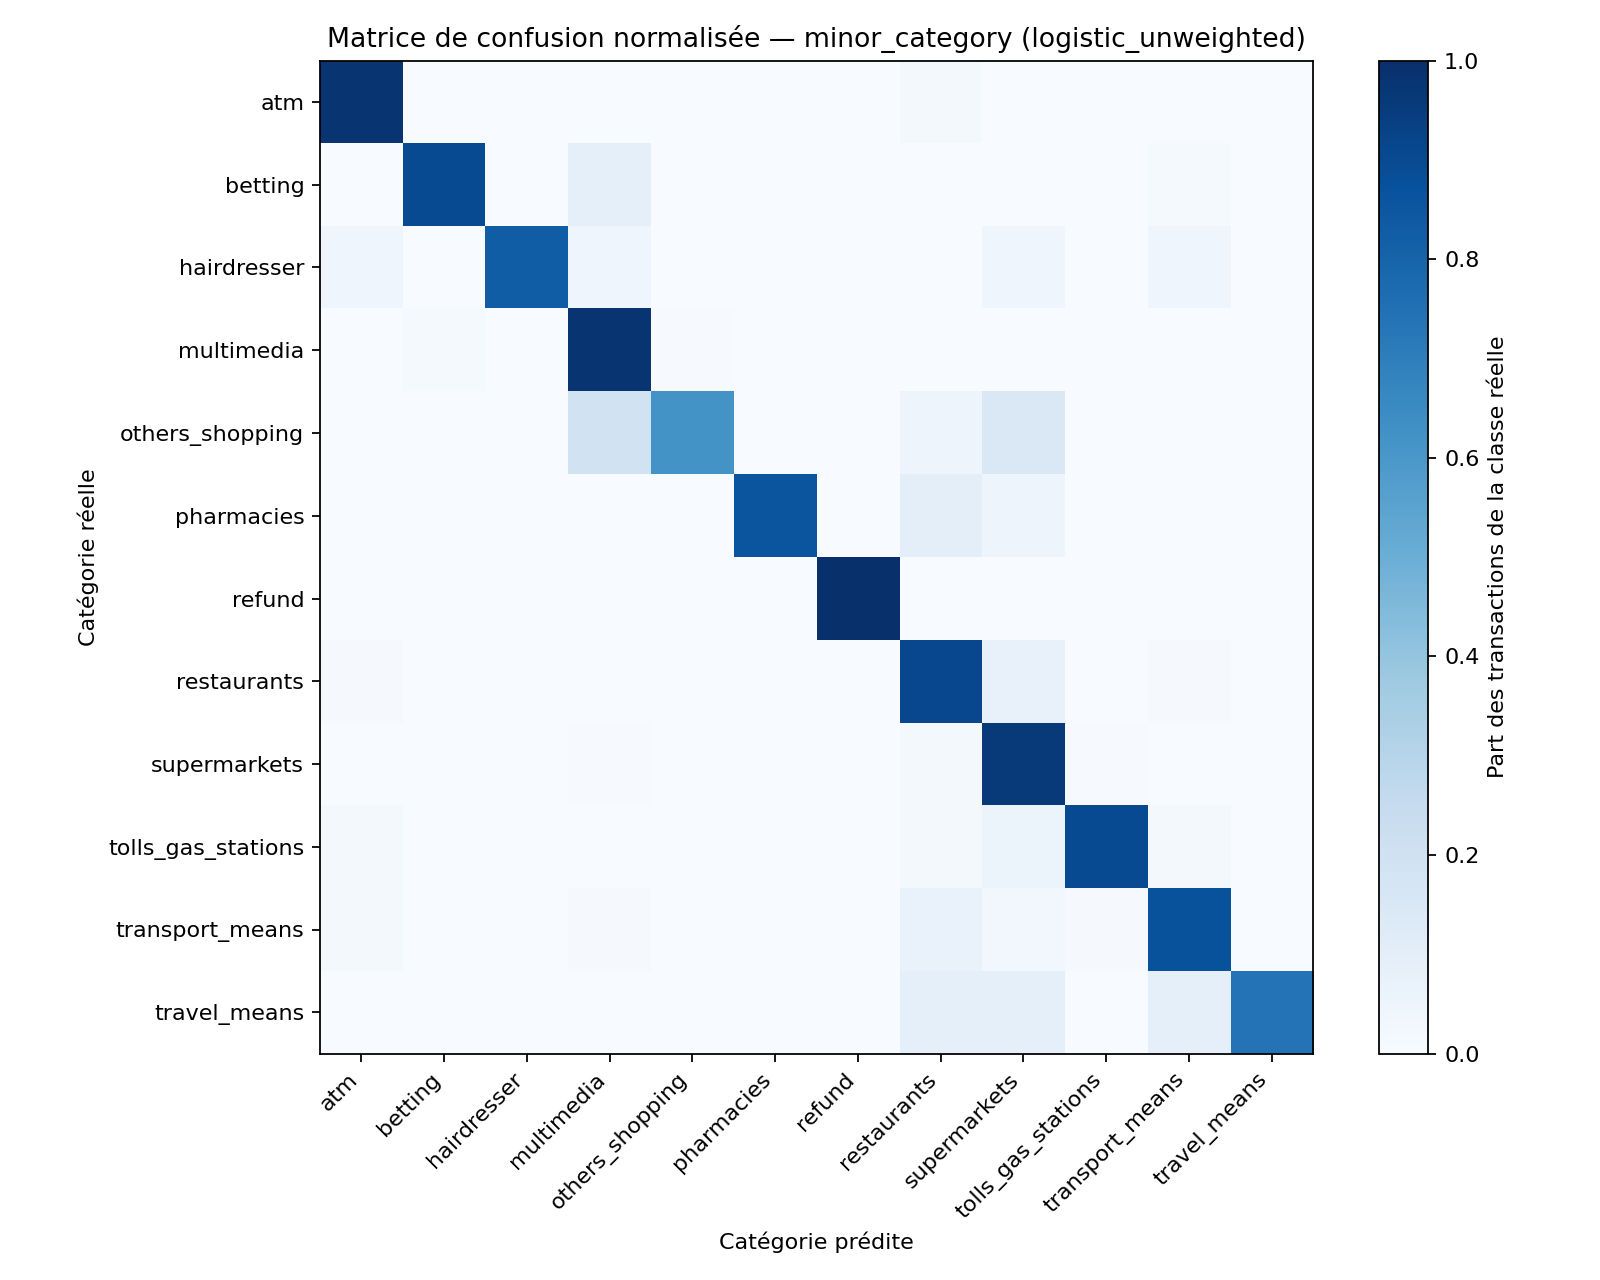 Matrice de confusion normalisée — minor_category (logistic_unweighted)
Catégorie réelle
atm
betting
hairdresser
multimedia
others_shopping
pharmacies
refund
restaurants
supermarkets
tolls_gas_stations
transport_means
travel_means
atm
betting
hairdresser
multimedia
others_shopping
pharmacies
refund
restaurants
supermarkets
tolls_gas_stations
transport_means
travel_means
Catégorie prédite
1.0
0.8
0.6
0.4
0.2
0.0
Part des transactions de la classe réelle